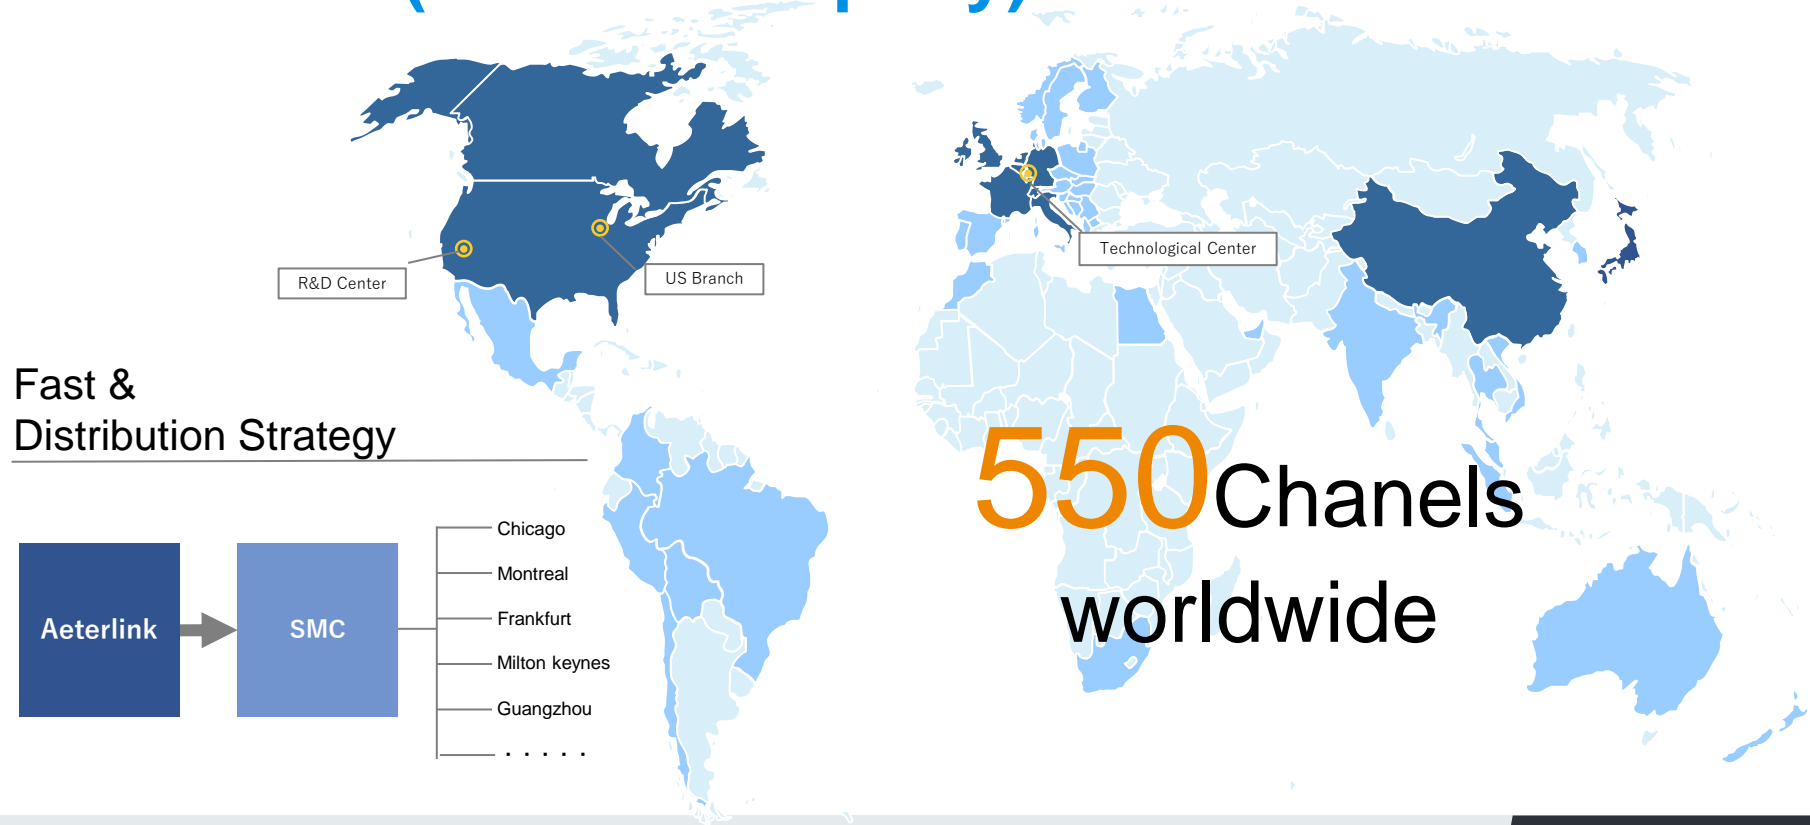 R&D Center
US Branch
Technological Center
Fast &
Distribution Strategy
550Chanels
worldwide
Aeterlink
SMC
Chicago
Montreal
Frankfurt
Milton keynes
Guangzhou
・・・・・